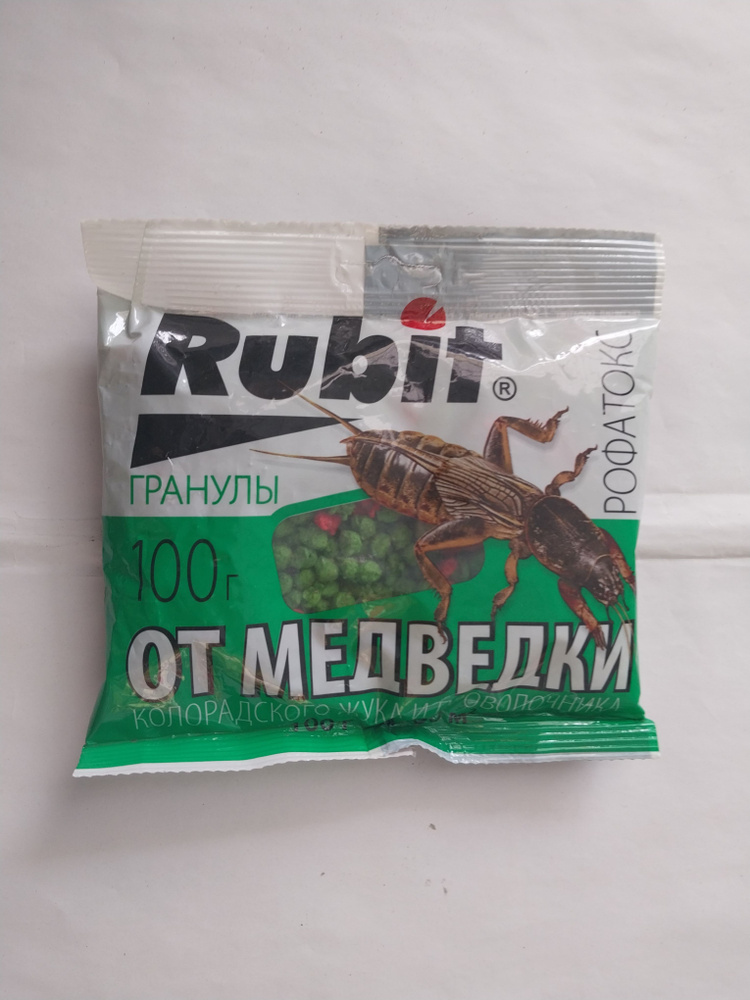 Rubit®
РОФАТОКС
ГРАНУЛЫ
100г
ОТ МЕДВЕДКИ
КОЛОРАДСКОГО ЖУКА И ПРОВОЛОЧНИКА